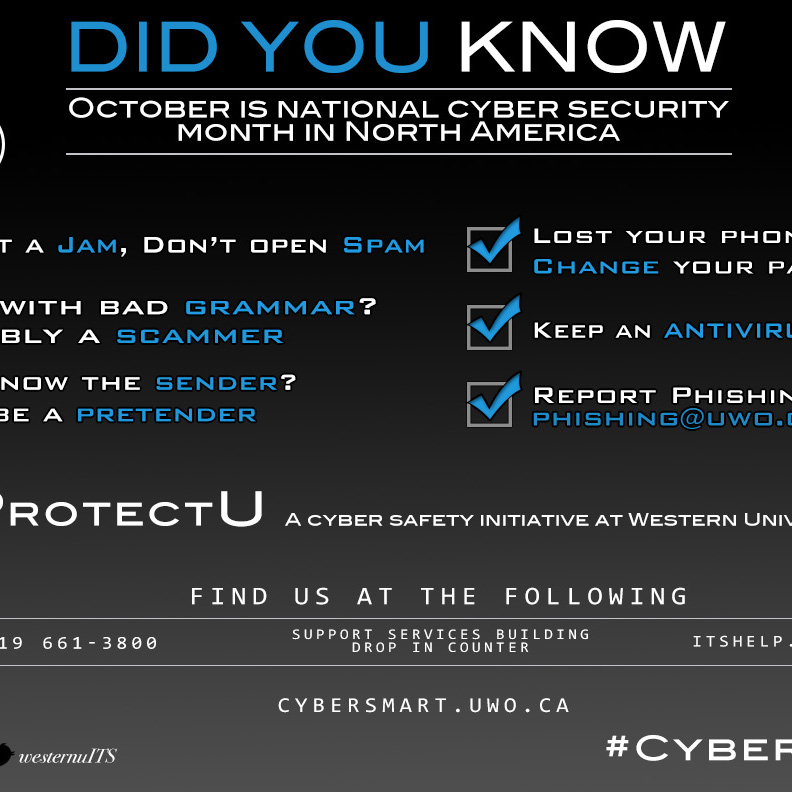 DID YOU KNOW
OCTOBER IS NATIONAL CYBER SECURITY
MONTH IN NORTH AMERICA
T A JAM, DON'T OPEN SPAM
WITH BAD GRAMMAR?
BLY A SCAMMER
NOW THE SENDER?
BE A PRETENDER
LOST YOUR PHON
CHANGE YOUR PA
KEEP AN ANTIVIRU
REPORT PHISHIN
PHISHING@UWO.C
PROTECTU A CYBER SAFETY INITIATIVE AT WESTERN UNIV
FIND US AT THE FOLLOWING
19 661-3800
SUPPORT SERVICES BUILDING
DROP IN COUNTER
ITSHELP.
CYBERSMART.UWO.CA
westernuITS
#CYBER